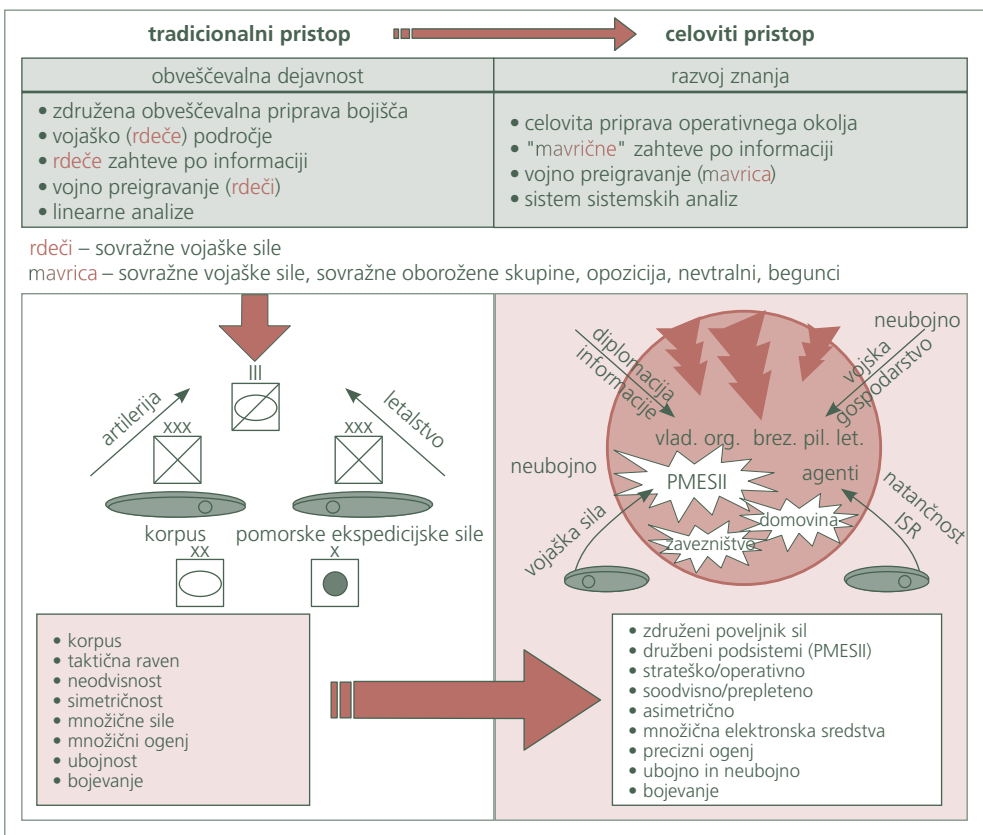 tradicionalni pristop
celoviti pristop
obveščevalna dejavnost
razvoj znanja
• združena obveščevalna priprava bojišča
• vojaško (rdeče) področje
• rdeče zahteve po informaciji
• vojno preigravanje (rdeči)
• linearne analize
• celovita priprava operativnega okolja
• "mavrične" zahteve po informaciji
• vojno preigravanje (mavrica)
• sistem sistemskih analiz
rdeči – sovražne vojaške sile
mavrica – sovražne vojaške sile, sovražne oborožene skupine, opozicija, nevtralni, begunci
III
artilerija
letalstvo
XXX
XXX
korpus
pomorske ekspedicijske sile
XX
X
• korpus
• taktična raven
• neodvisnost
• simetričnost
• množične sile
• množični ogenj
• ubojnost
• bojevanje
neubojno
diplomacija
informacije
vojska
gospodarstvo
vlad. org.
brez. pil. let.
neubojno
PMESII
agenti
domovina
zavezništvo
vojaška sila
natančnost
ISR
• združeni poveljnik sil
• družbeni podsistemi (PMESII)
• strateško/operativno
• soodvisno/prepleteno
• asimetrično
• množična elektronska sredstva
• precizni ogenj
• ubojno in neubojno
• bojevanje